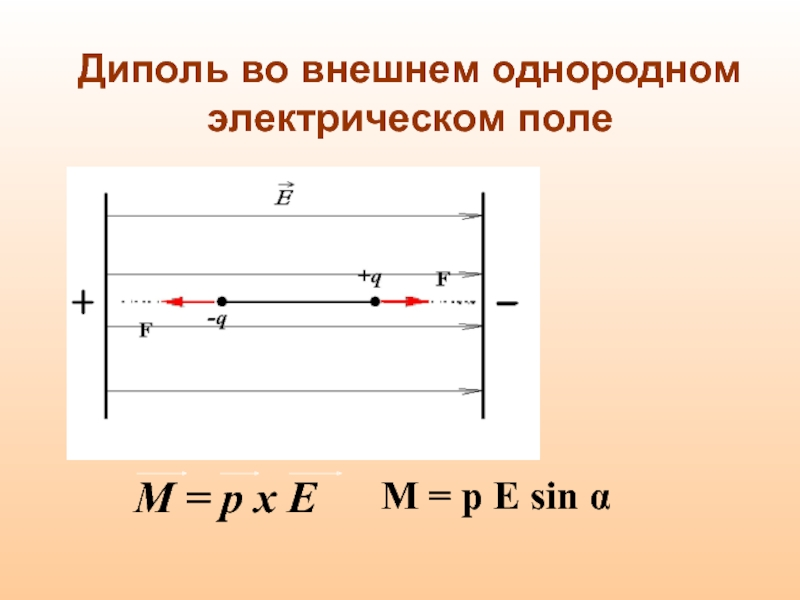 Диполь во внешнем однородном
электрическом поле
E
+q F
+ −
-q
F
M = p x E M = p E sin α